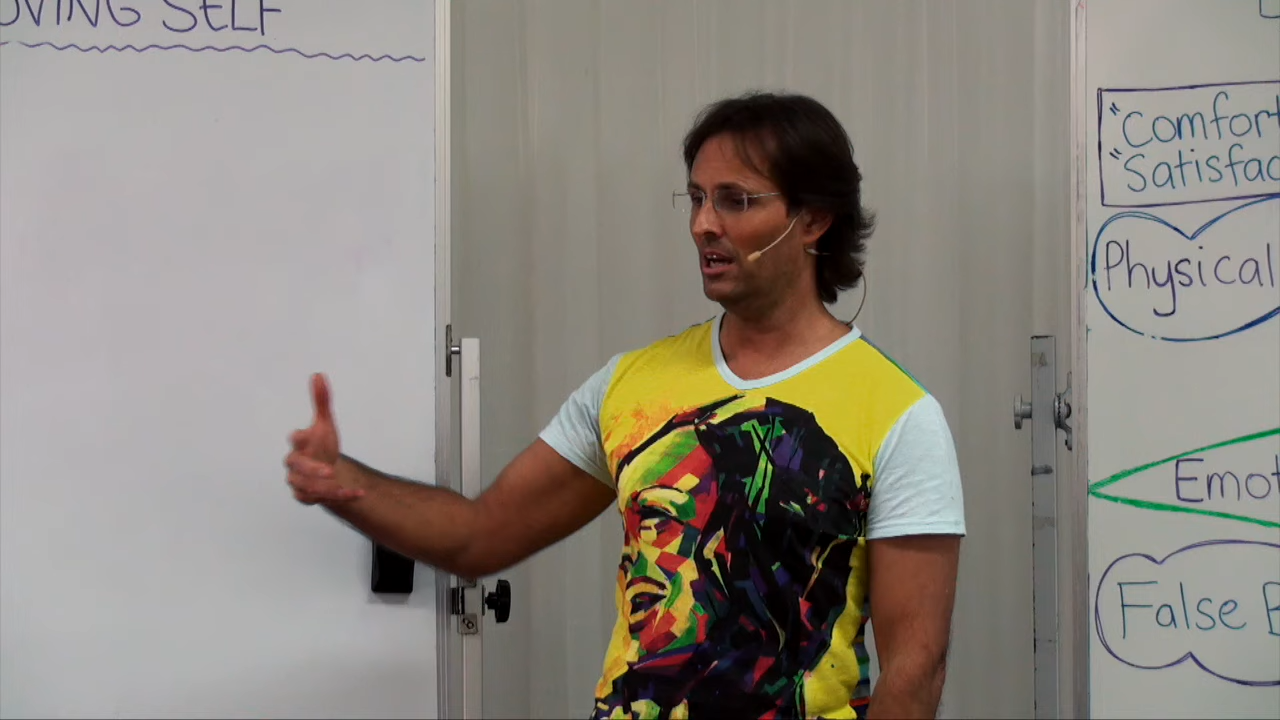 OVING SELF
"Comfort
"Satisfac
Physical
Emot
False